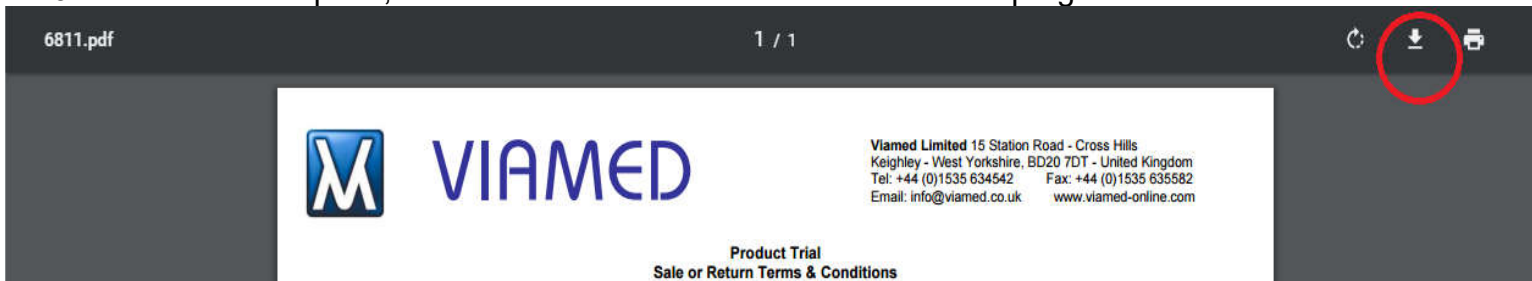 6811.pdf
1 / 1
VIAMED
Viamed Limited 15 Station Road - Cross Hills
Keighley - West Yorkshire, BD20 7DT - United Kingdom
Tel: +44 (0)1535 634542 Fax: +44 (0)1535 635582
Email: info@viamed.co.uk www.viamed-online.com
Product Trial
Sale or Return Terms & Conditions